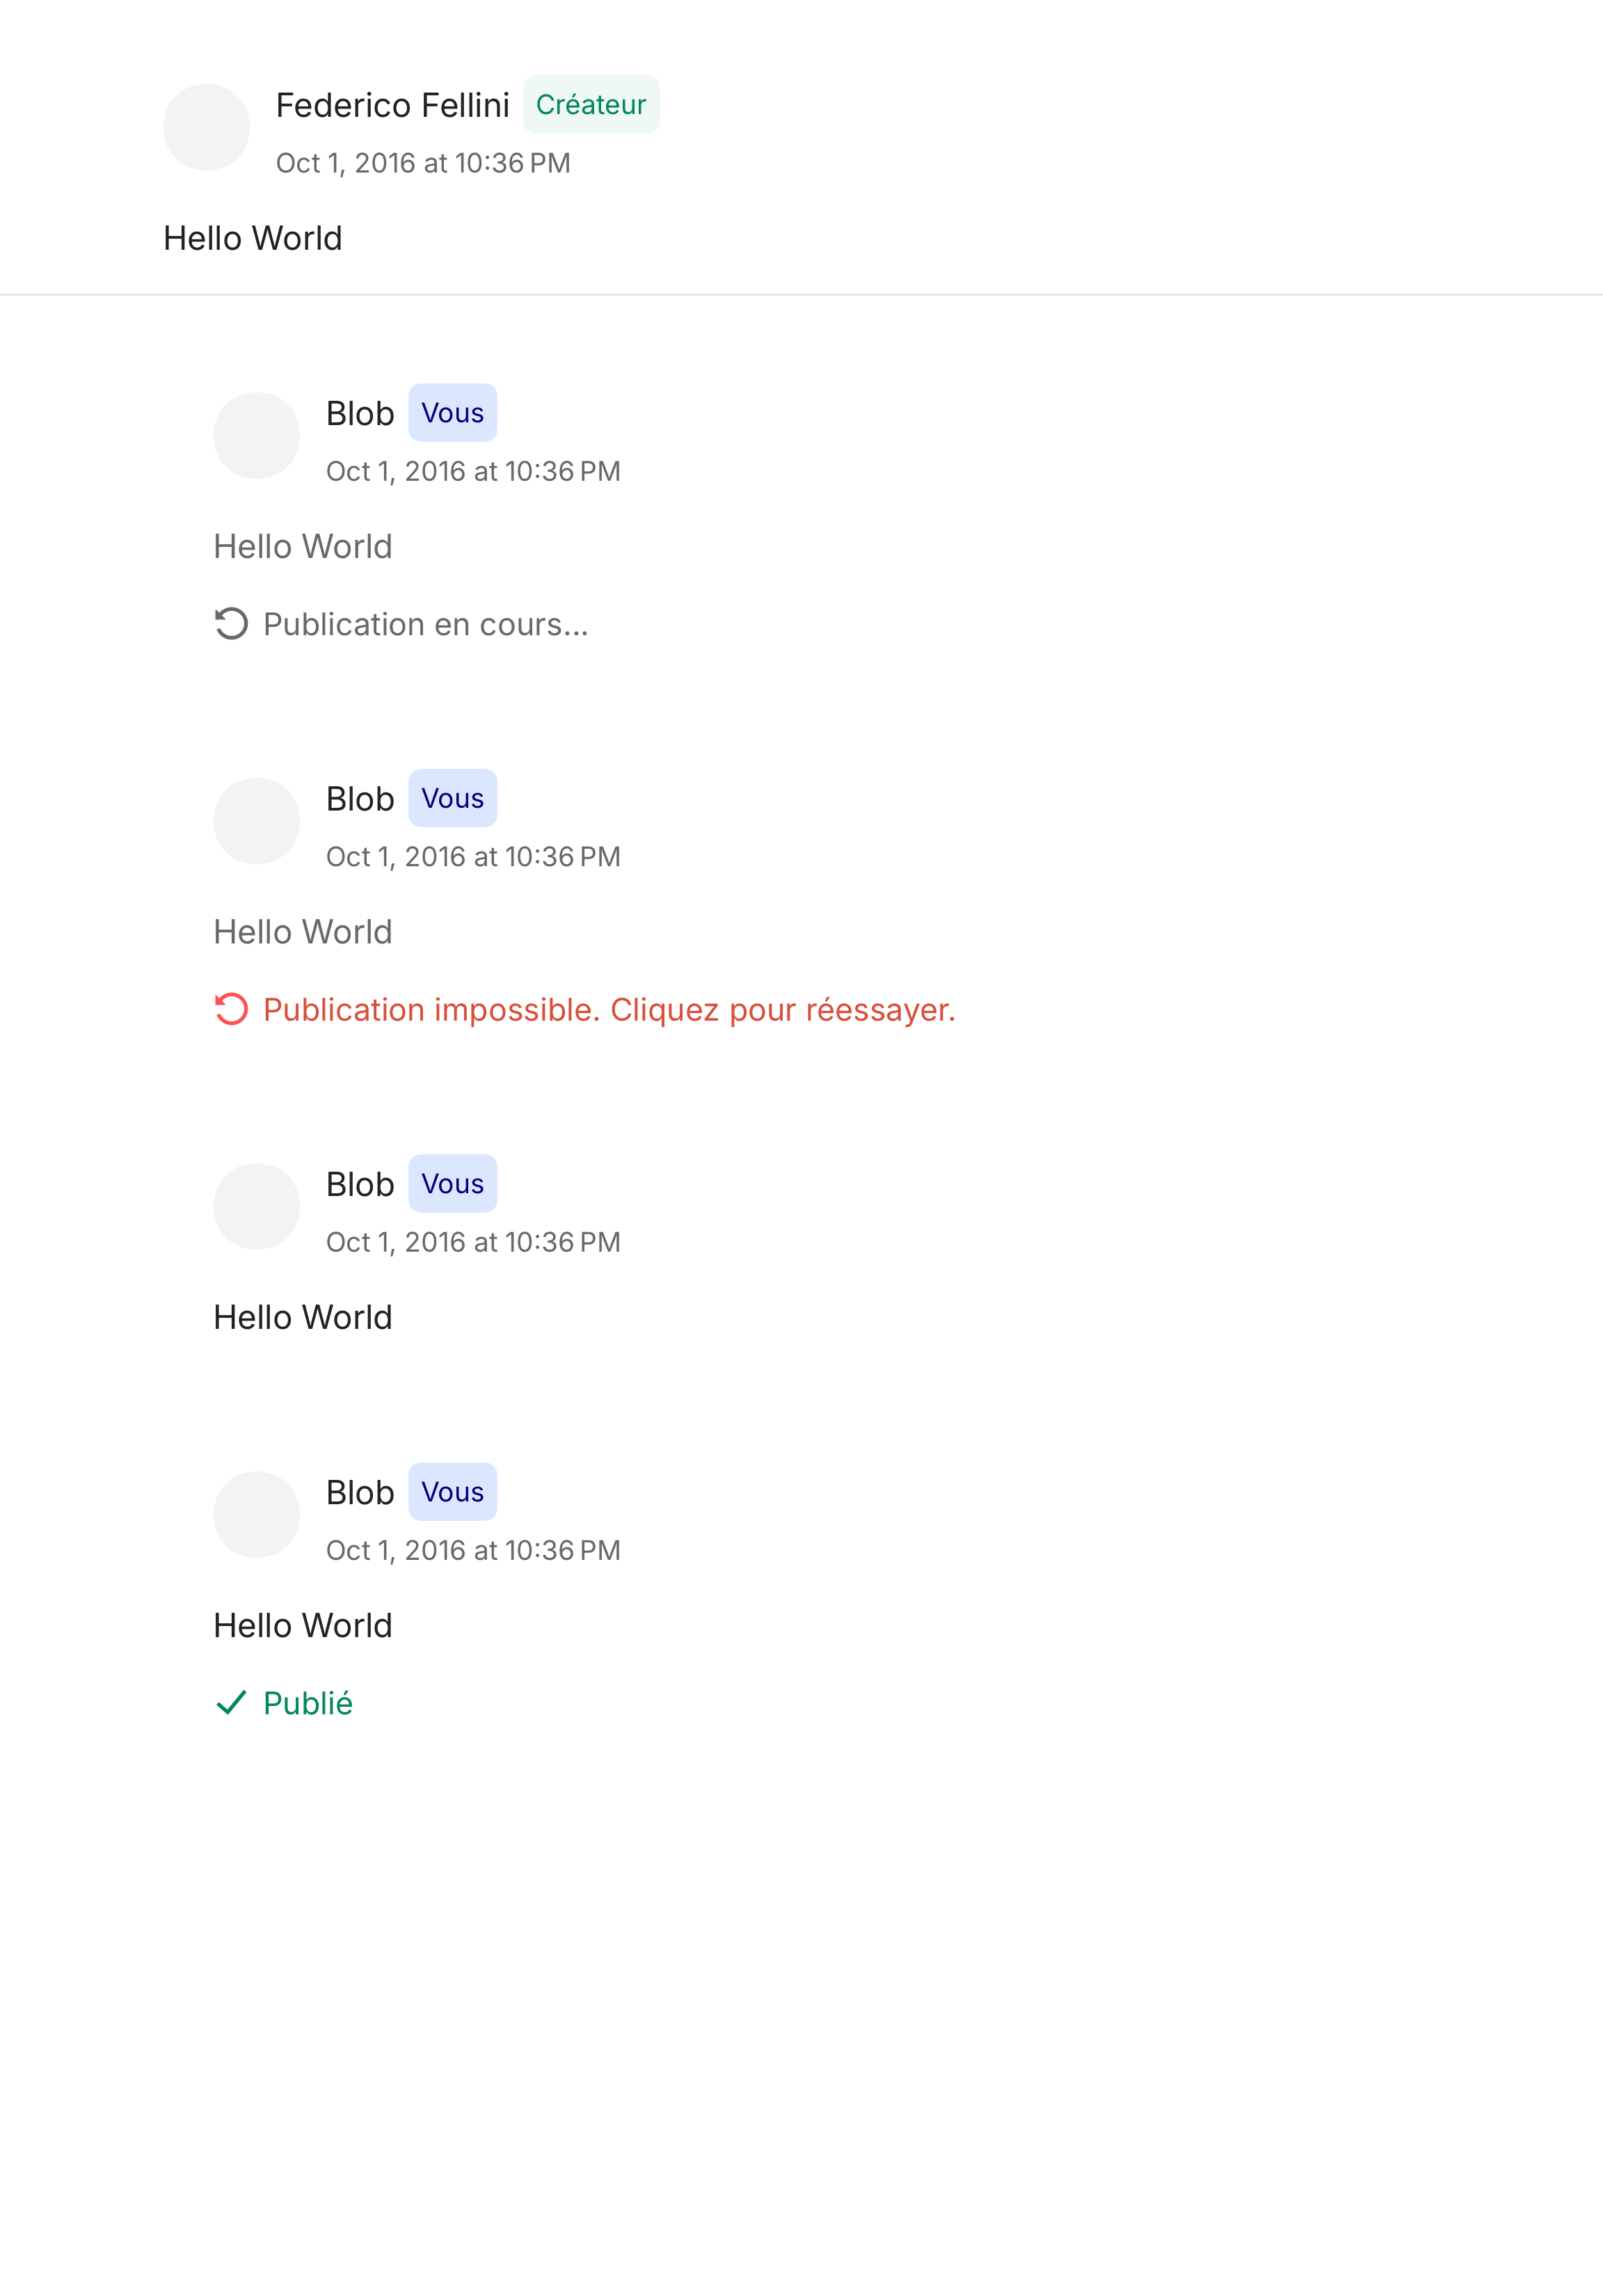 Federico Fellini Créateur
Oct 1, 2016 at 10:36 PM
Hello World
Blob Vous
Oct 1, 2016 at 10:36 PM
Hello World
Publication en cours...
Blob Vous
Oct 1, 2016 at 10:36 PM
Hello World
Publication impossible. Cliquez pour réessayer.
Blob Vous
Oct 1, 2016 at 10:36 PM
Hello World
Blob Vous
Oct 1, 2016 at 10:36 PM
Hello World
Publié